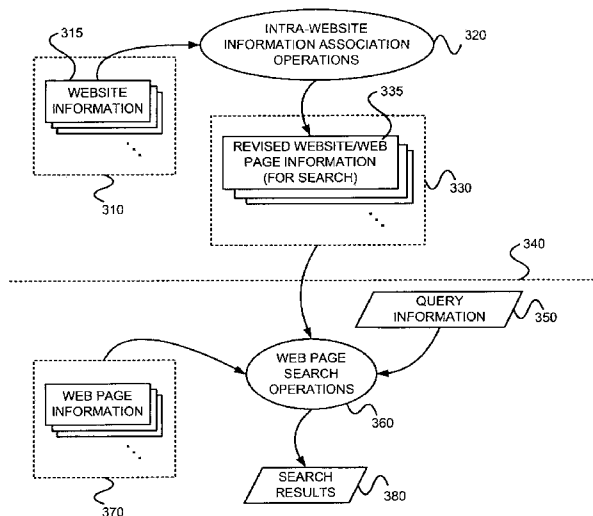 315
INTRA-WEBSITE
INFORMATION ASSOCIATION
OPERATIONS
320
WEBSITE
INFORMATION
335
REVISED WEBSITE/WEB
PAGE INFORMATION
(FOR SEARCH)
330
310
340
QUERY
INFORMATION
350
WEB PAGE
SEARCH
OPERATIONS
WEB PAGE
INFORMATION
360
SEARCH
RESULTS
380
370